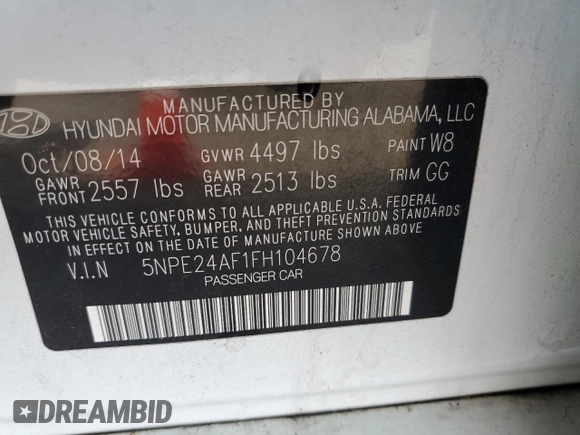 MANUFACTURED BY
HYUNDAI MOTOR MANUFACTURING ALABAMA, LLC
Oct/08/14 GVWR 4497 lbs PAINT W8
GAWR FRONT 2557 lbs GAWR REAR 2513 lbs TRIM GG
THIS VEHICLE CONFORMS TO ALL APPLICABLE U.S.A. FEDERAL
MOTOR VEHICLE SAFETY, BUMPER, AND THEFT PREVENTION STANDARDS
IN EFFECT ON THE DATE OF MANUFACTURE SHOWN ABOVE.
V.I.N 5NPE24AF1FH104678
PASSENGER CAR
DREAMBID